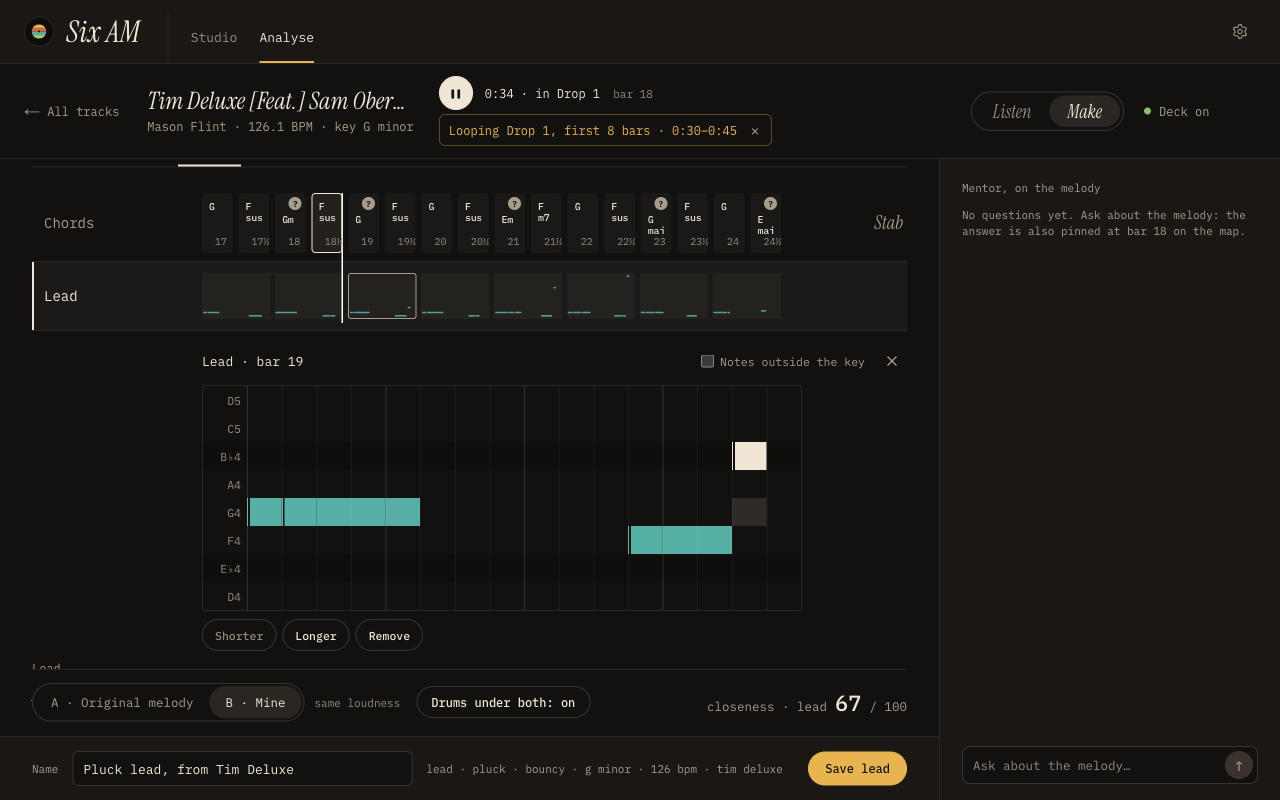 Six AM
Studio
Analyse
← All tracks
Tim Deluxe [Feat.] Sam Ober…
Mason Flint · 126.1 BPM · key G minor
0:34 · in Drop 1 bar 18
Looping Drop 1, first 8 bars · 0:30–0:45 ×
Listen
Make
Deck on
Chords
G 17
F sus 17½
? Gm 18
F sus 18½
? G 19
F sus 19½
G 20
F sus 20½
? Em 21
F m7 21½
G 22
F sus 22½
? G maj 23
F sus 23½
G 24
? E maj 24½
Stab
Lead
Lead · bar 19
Notes outside the key
D5
C5
B♭4
A4
G4
F4
E♭4
D4
Shorter
Longer
Remove
Lead
A · Original melody
B · Mine
same loudness
Drums under both: on
closeness · lead 67 / 100
Name
Pluck lead, from Tim Deluxe
lead · pluck · bouncy · g minor · 126 bpm · tim deluxe
Save lead
Mentor, on the melody
No questions yet. Ask about the melody: the
answer is also pinned at bar 18 on the map.
Ask about the melody…
↑